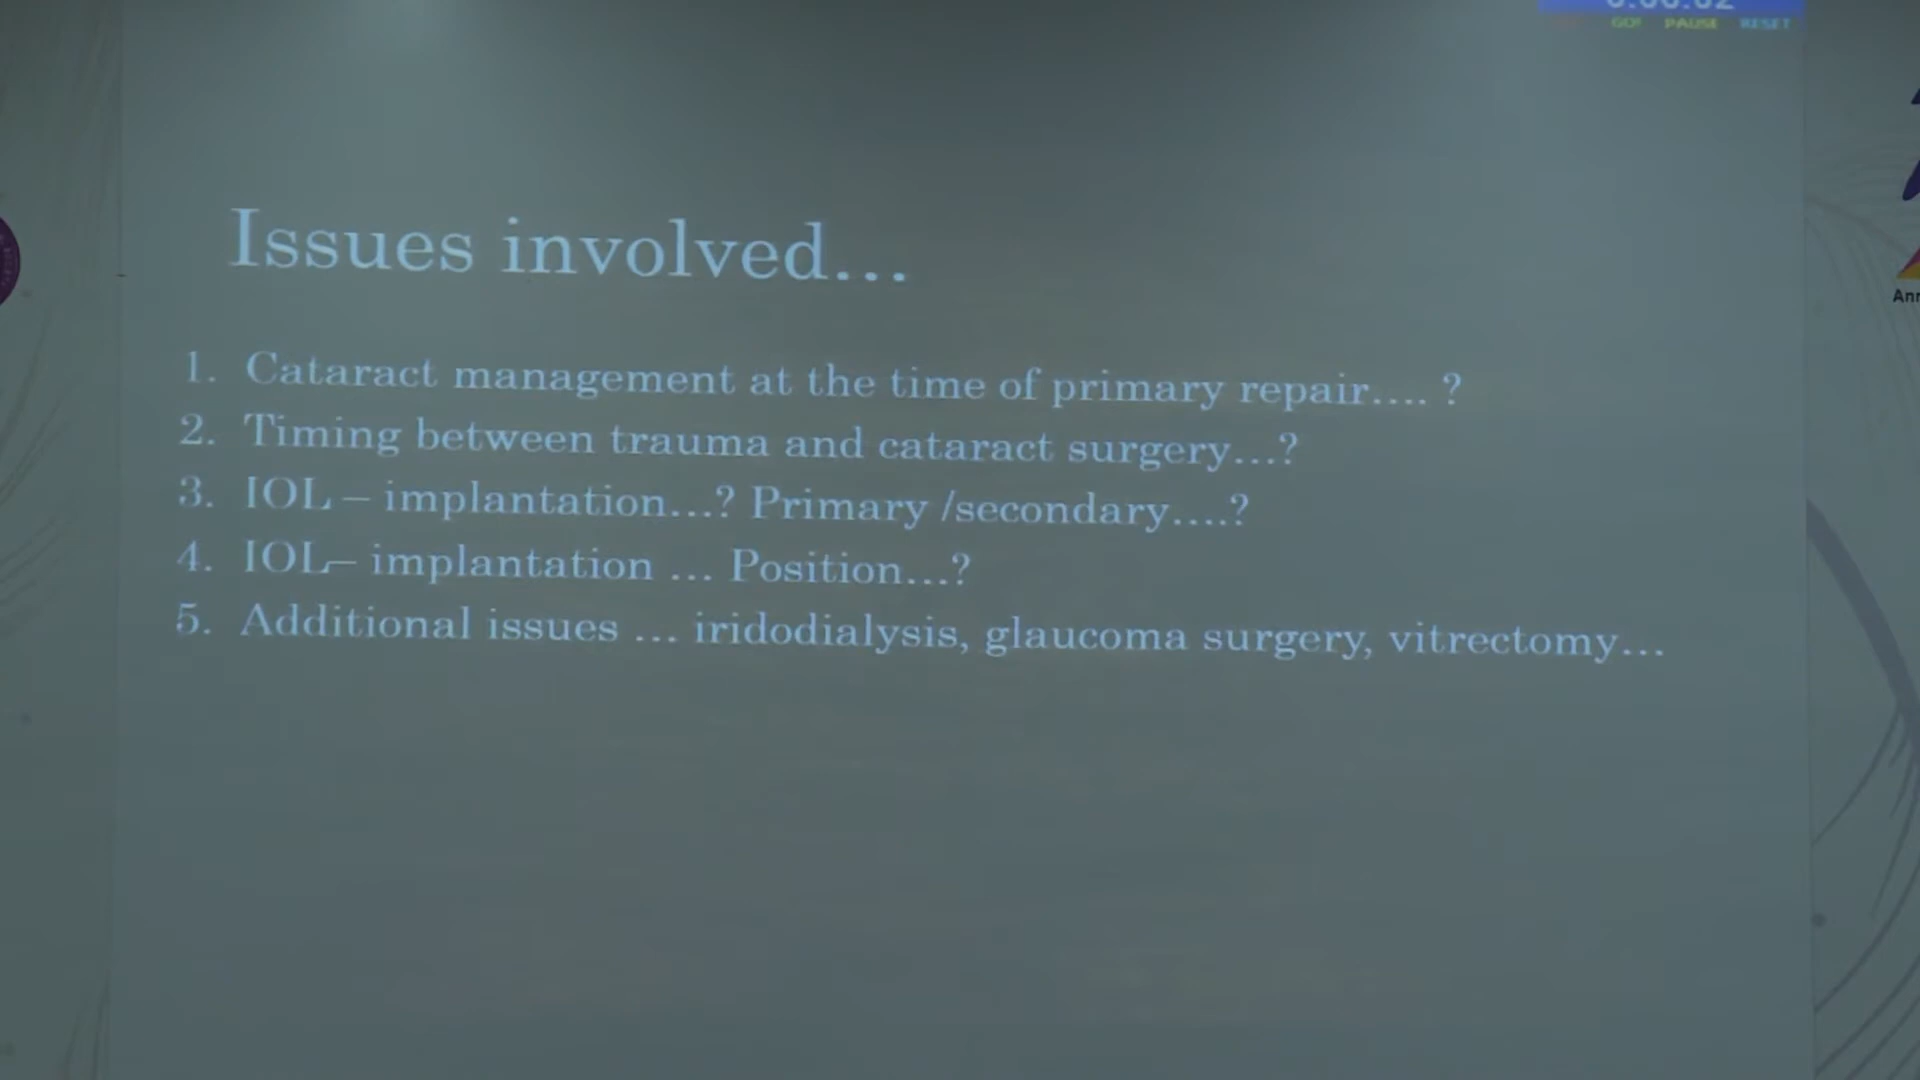 GO! PAUSE RESET
Issues involved...
1. Cataract management at the time of primary repair.... ?
2. Timing between trauma and cataract surgery...?
3. IOL – implantation...? Primary /secondary....?
4. IOL– implantation ... Position...?
5. Additional issues ... iridodialysis, glaucoma surgery, vitrectomy...